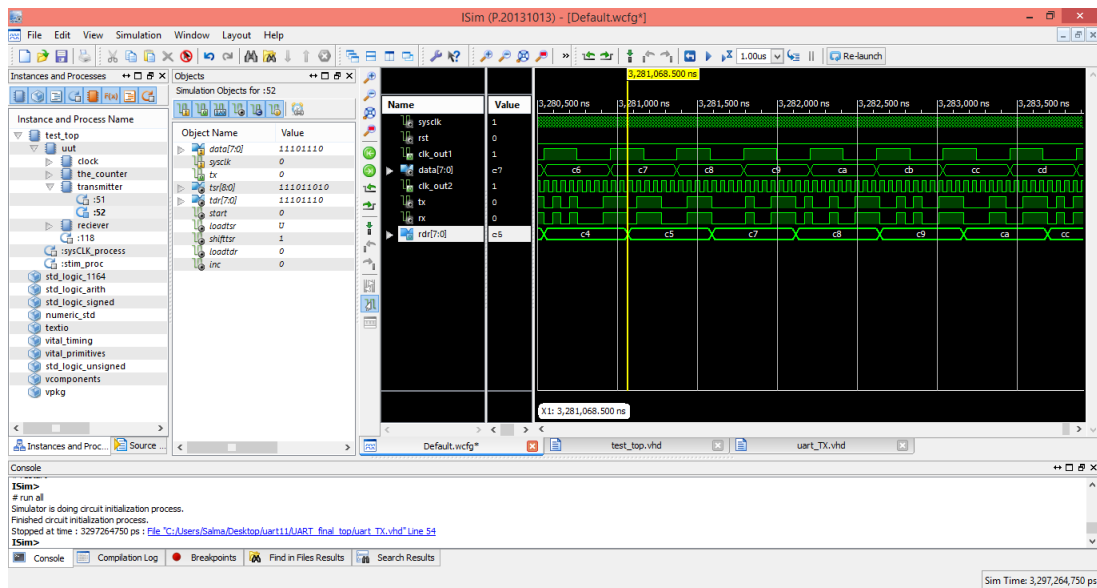 ISim (P.20131013) - [Default.wcfg*]
File Edit View Simulation Window Layout Help
1.00us Re-launch
Instances and Processes
Instance and Process Name
test_top
uut
clock
the_counter
transmitter
:51
:52
reciever
:118
:sysCLK_process
:stim_proc
std_logic_1164
std_logic_arith
std_logic_signed
numeric_std
textio
vital_timing
vital_primitives
std_logic_unsigned
vcomponents
vpkg
Instances and Proc... Source ...
Objects
Simulation Objects for :52
Object Name Value
data[7:0] 11101110
sysclk 0
tx 0
tsr[8:0] 111011010
tdr[7:0] 11101110
start 0
loadtsr U
shifttsr 1
loadtdr 0
inc 0
3,281,068.500 ns
Name Value 3,280,500 ns 3,281,000 ns 3,281,500 ns 3,282,000 ns 3,282,500 ns 3,283,000 ns 3,283,500 ns
sysclk 1
rst 0
clk_out1 1
data[7:0] c7 c6 c7 c8 c9 ca cb cc cd
clk_out2 1
tx 0
rx 0
rdr[7:0] c5 c4 c5 c7 c8 c9 ca cc
X1: 3,281,068.500 ns
Default.wcfg* test_top.vhd uart_TX.vhd
Console
ISim>
# run all
Simulator is doing circuit initialization process.
Finished circuit initialization process.
Stopped at time : 3297264750 ps : File "C:/Users/Salma/Desktop/uart11/UART_final_top/uart_TX.vhd" Line 54
ISim>
Console Compilation Log Breakpoints Find in Files Results Search Results
Sim Time: 3,297,264,750 ps